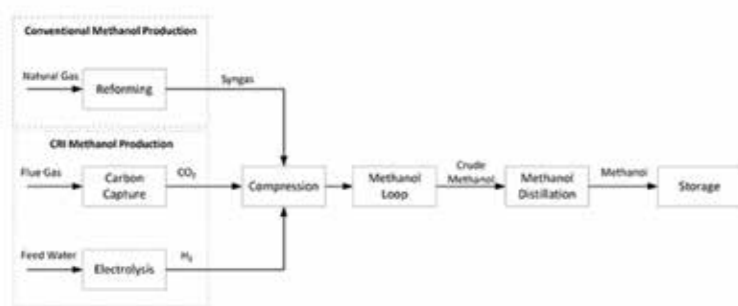 Conventional Methanol Production
Natural Gas
Reforming
Syngas
CRI Methanol Production
Flue Gas
Carbon
Capture
CO₂
Compression
Methanol
Loop
Crude
Methanol
Methanol
Distillation
Methanol
Storage
Feed Water
Electrolysis
H₂